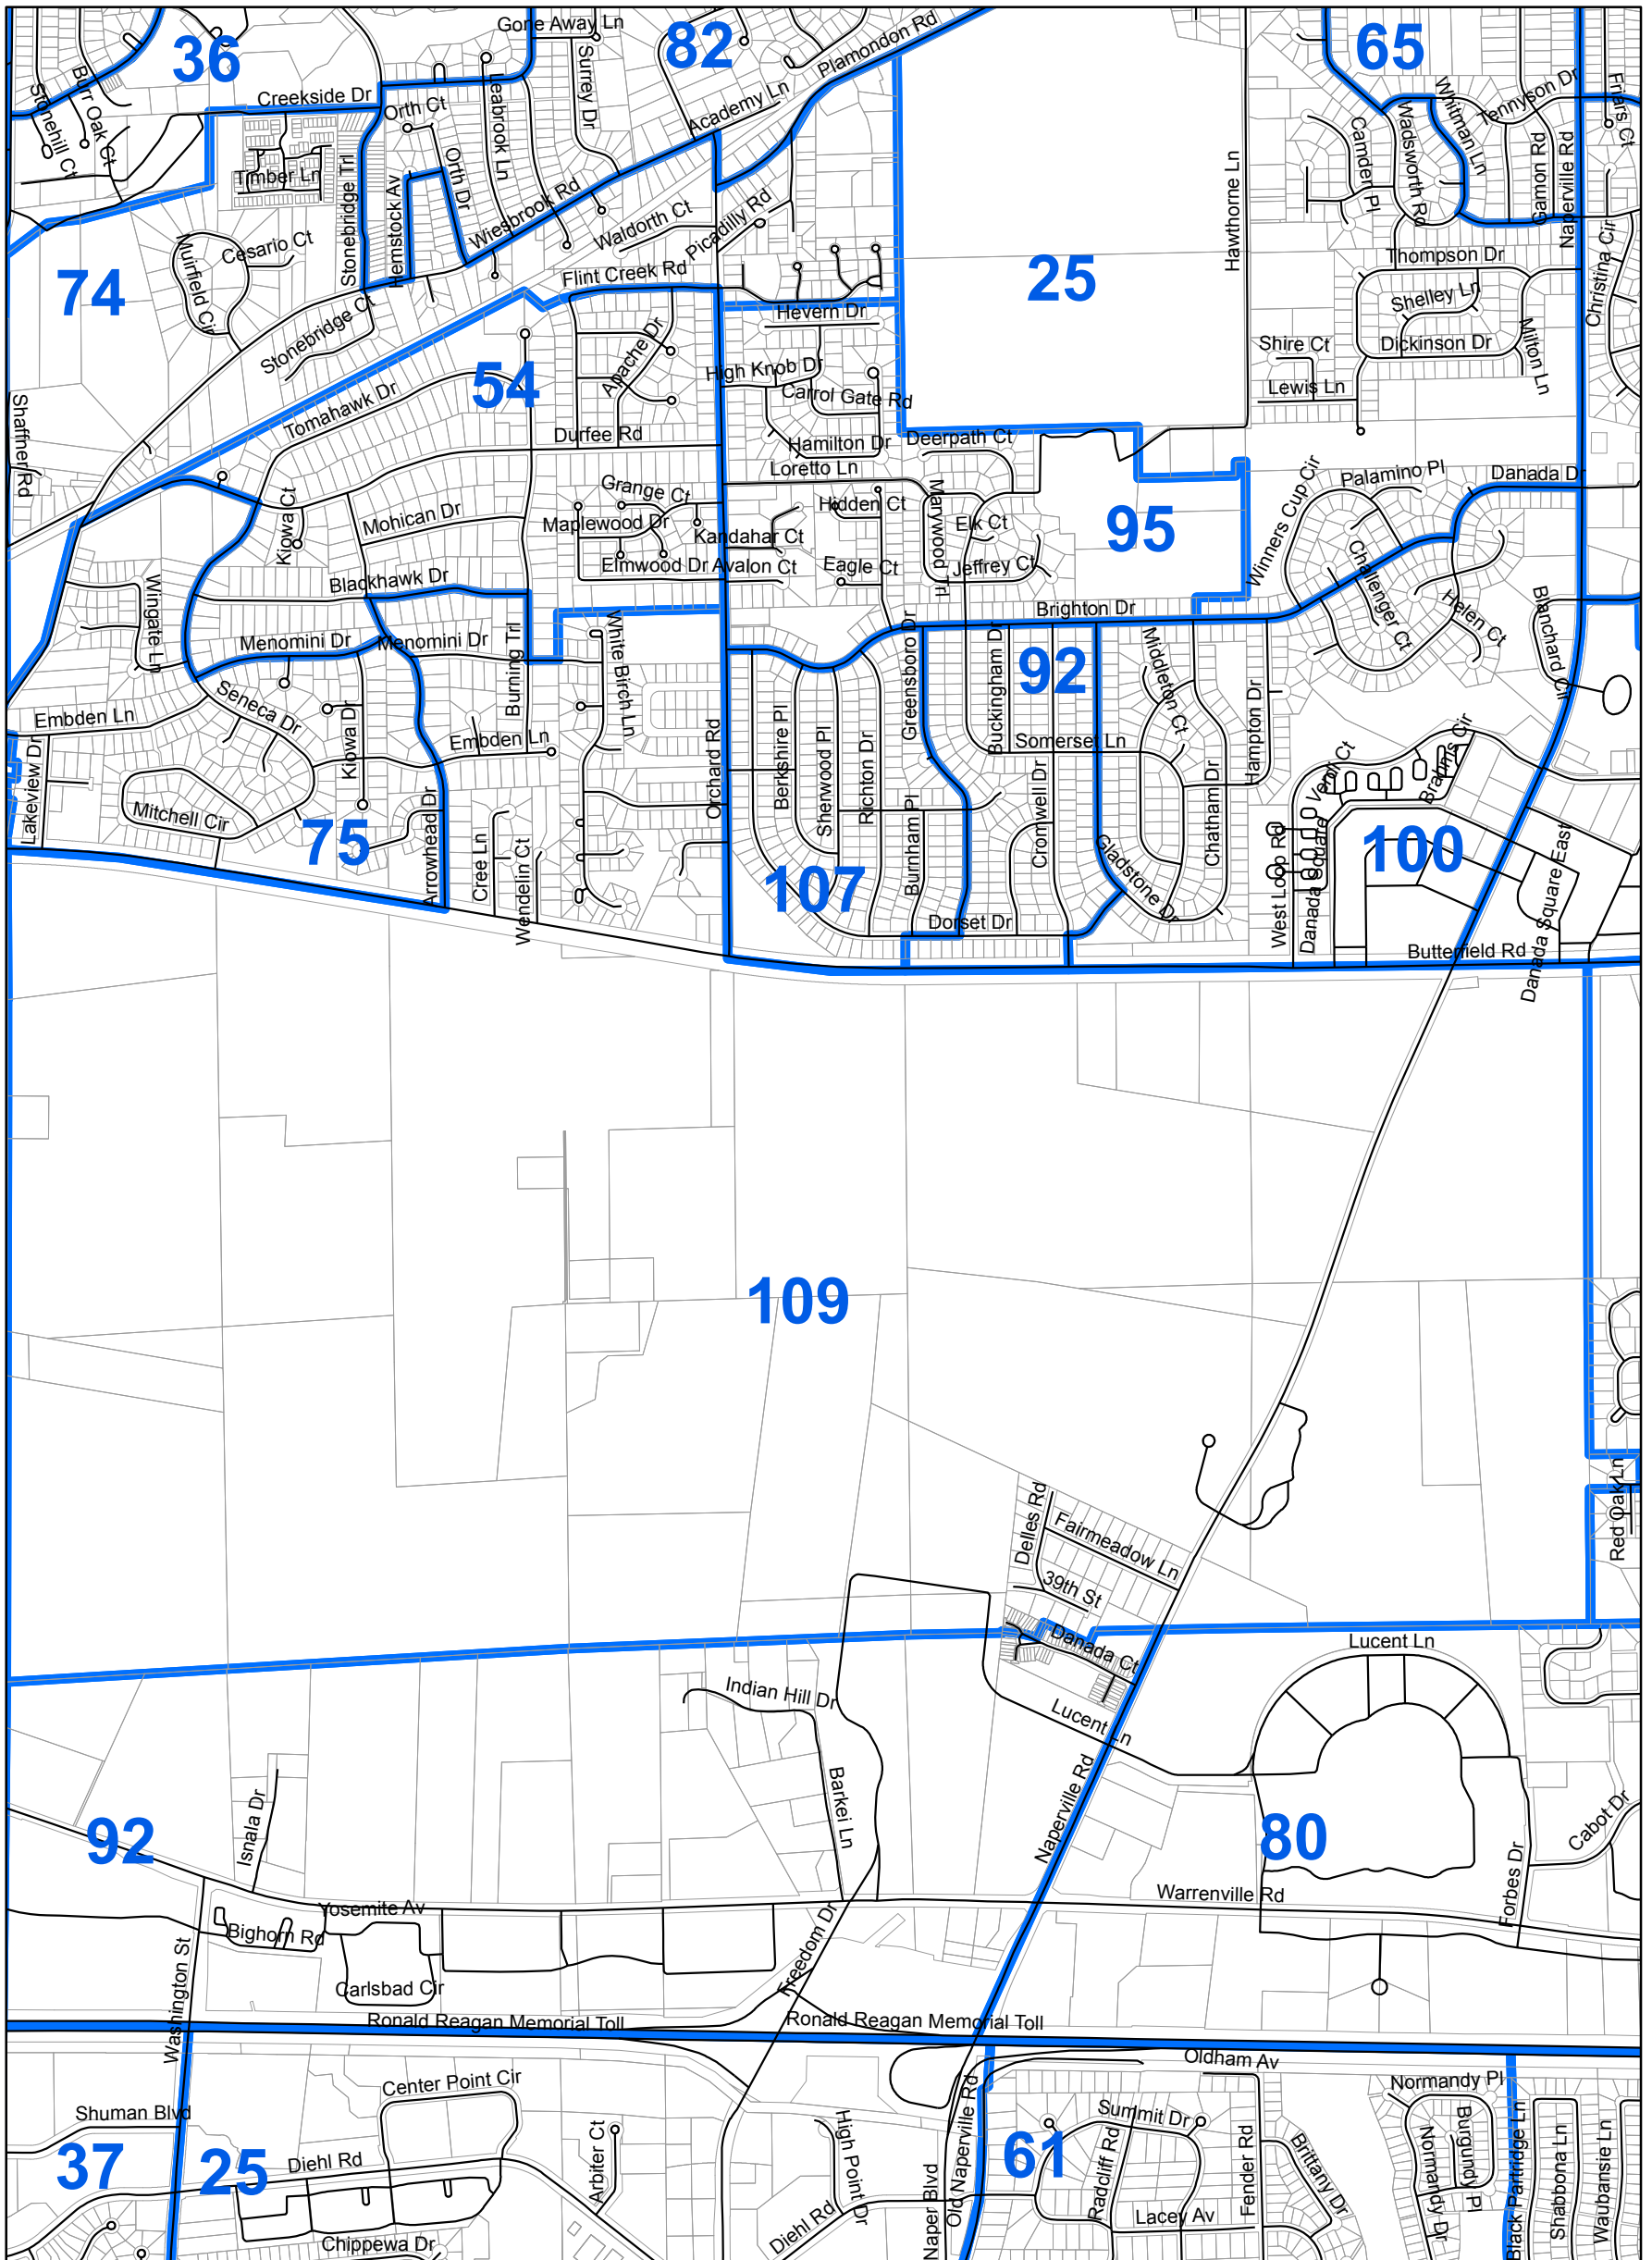 Gone Away Ln
36
82
65
Plamondon Rd
Burr Oak Ct
Stonehill Ct
Creekside Dr
Orth Ct
Leabrook Ln
Surrey Dr
Academy Ln
Tennyson Dr
Whitman Ln
Friars Ct
Wadsworth Rd
Camden Pl
Gamon Rd
Naperville Rd
Timber Ln
Stonebridge Trl
Hemstock Av
Orth Dr
Wiesbrook Rd
Waldorth Ct
Picadilly Rd
Hawthorne Ln
Muirfield Cir
Cesario Ct
74
Flint Creek Rd
25
Thompson Dr
Christina Cir
Shelley Ln
Hevern Dr
Stonebridge Ct
Apache Dr
Shire Ct
Dickinson Dr
Milton Ln
54
High Knob Dr
Carrol Gate Rd
Lewis Ln
Tomahawk Dr
Shaffner Rd
Durfee Rd
Hamilton Dr
Deerpath Ct
Loretto Ln
Palamino Pl
Danada Dr
Winners Cup Cir
Kiowa Ct
Grange Ct
Marywood Trl
Hidden Ct
Mohican Dr
Maplewood Dr
Elk Ct
95
Kandahar Ct
Elmwood Dr
Avalon Ct
Eagle Ct
Jeffrey Ct
Challenger Ct
Wingate Ln
Blackhawk Dr
Brighton Dr
Helen Ct
Blanchard Cir
Menomini Dr
Menomini Dr
Burning Trl
White Birch Ln
Greensboro Dr
Buckingham Dr
92
Middleton Ct
Seneca Dr
Embden Ln
Kiowa Dr
Embden Ln
Orchard Rd
Berkshire Pl
Sherwood Pl
Richton Dr
Somerset Ln
Hampton Dr
Verdi Ct
Brahms Cir
Lakeview Dr
Mitchell Cir
75
Arrowhead Dr
Cree Ln
Wendelin Ct
107
Burnham Pl
Cromwell Dr
Gladstone Dr
Chatham Dr
West Loop Rd
Danada Square
100
Danada Square East
Dorset Dr
Butterfield Rd
109
Delles Rd
Fairmeadow Ln
Red Oak Ln
39th St
Danada Ct
Lucent Ln
Indian Hill Dr
Lucent Ln
Barkei Ln
Naperville Rd
92
Isnala Dr
80
Cabot Dr
Forbes Dr
Warrenville Rd
Yosemite Av
Bighorn Rd
Freedom Dr
Washington St
Carlsbad Cir
Ronald Reagan Memorial Toll
Ronald Reagan Memorial Toll
Oldham Av
Center Point Cir
Normandy Pl
Shuman Blvd
Summit Dr
37
25
Diehl Rd
Arbiter Ct
High Point Dr
Diehl Rd
Naper Blvd
Old Naperville Rd
61
Radcliff Rd
Lacey Av
Fender Rd
Brittany Dr
Normandy Dr
Burgundy Pl
Black Partridge Ln
Shabbona Ln
Waubansie Ln
Chippewa Dr